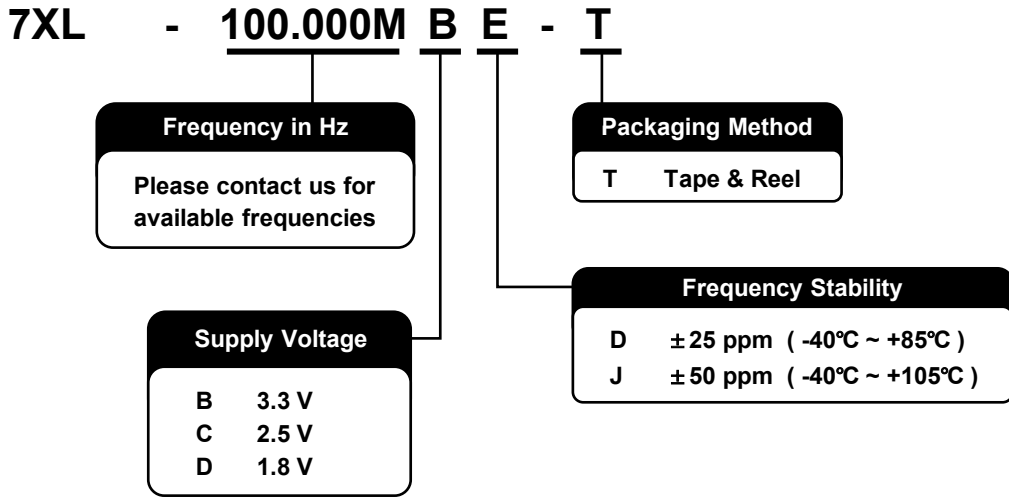 7XL - 100.000M B E - T
Frequency in Hz
Please contact us for
available frequencies
Packaging Method
T Tape & Reel
Supply Voltage
B 3.3 V
C 2.5 V
D 1.8 V
Frequency Stability
D ± 25 ppm ( -40℃ ~ +85℃ )
J ± 50 ppm ( -40℃ ~ +105℃ )